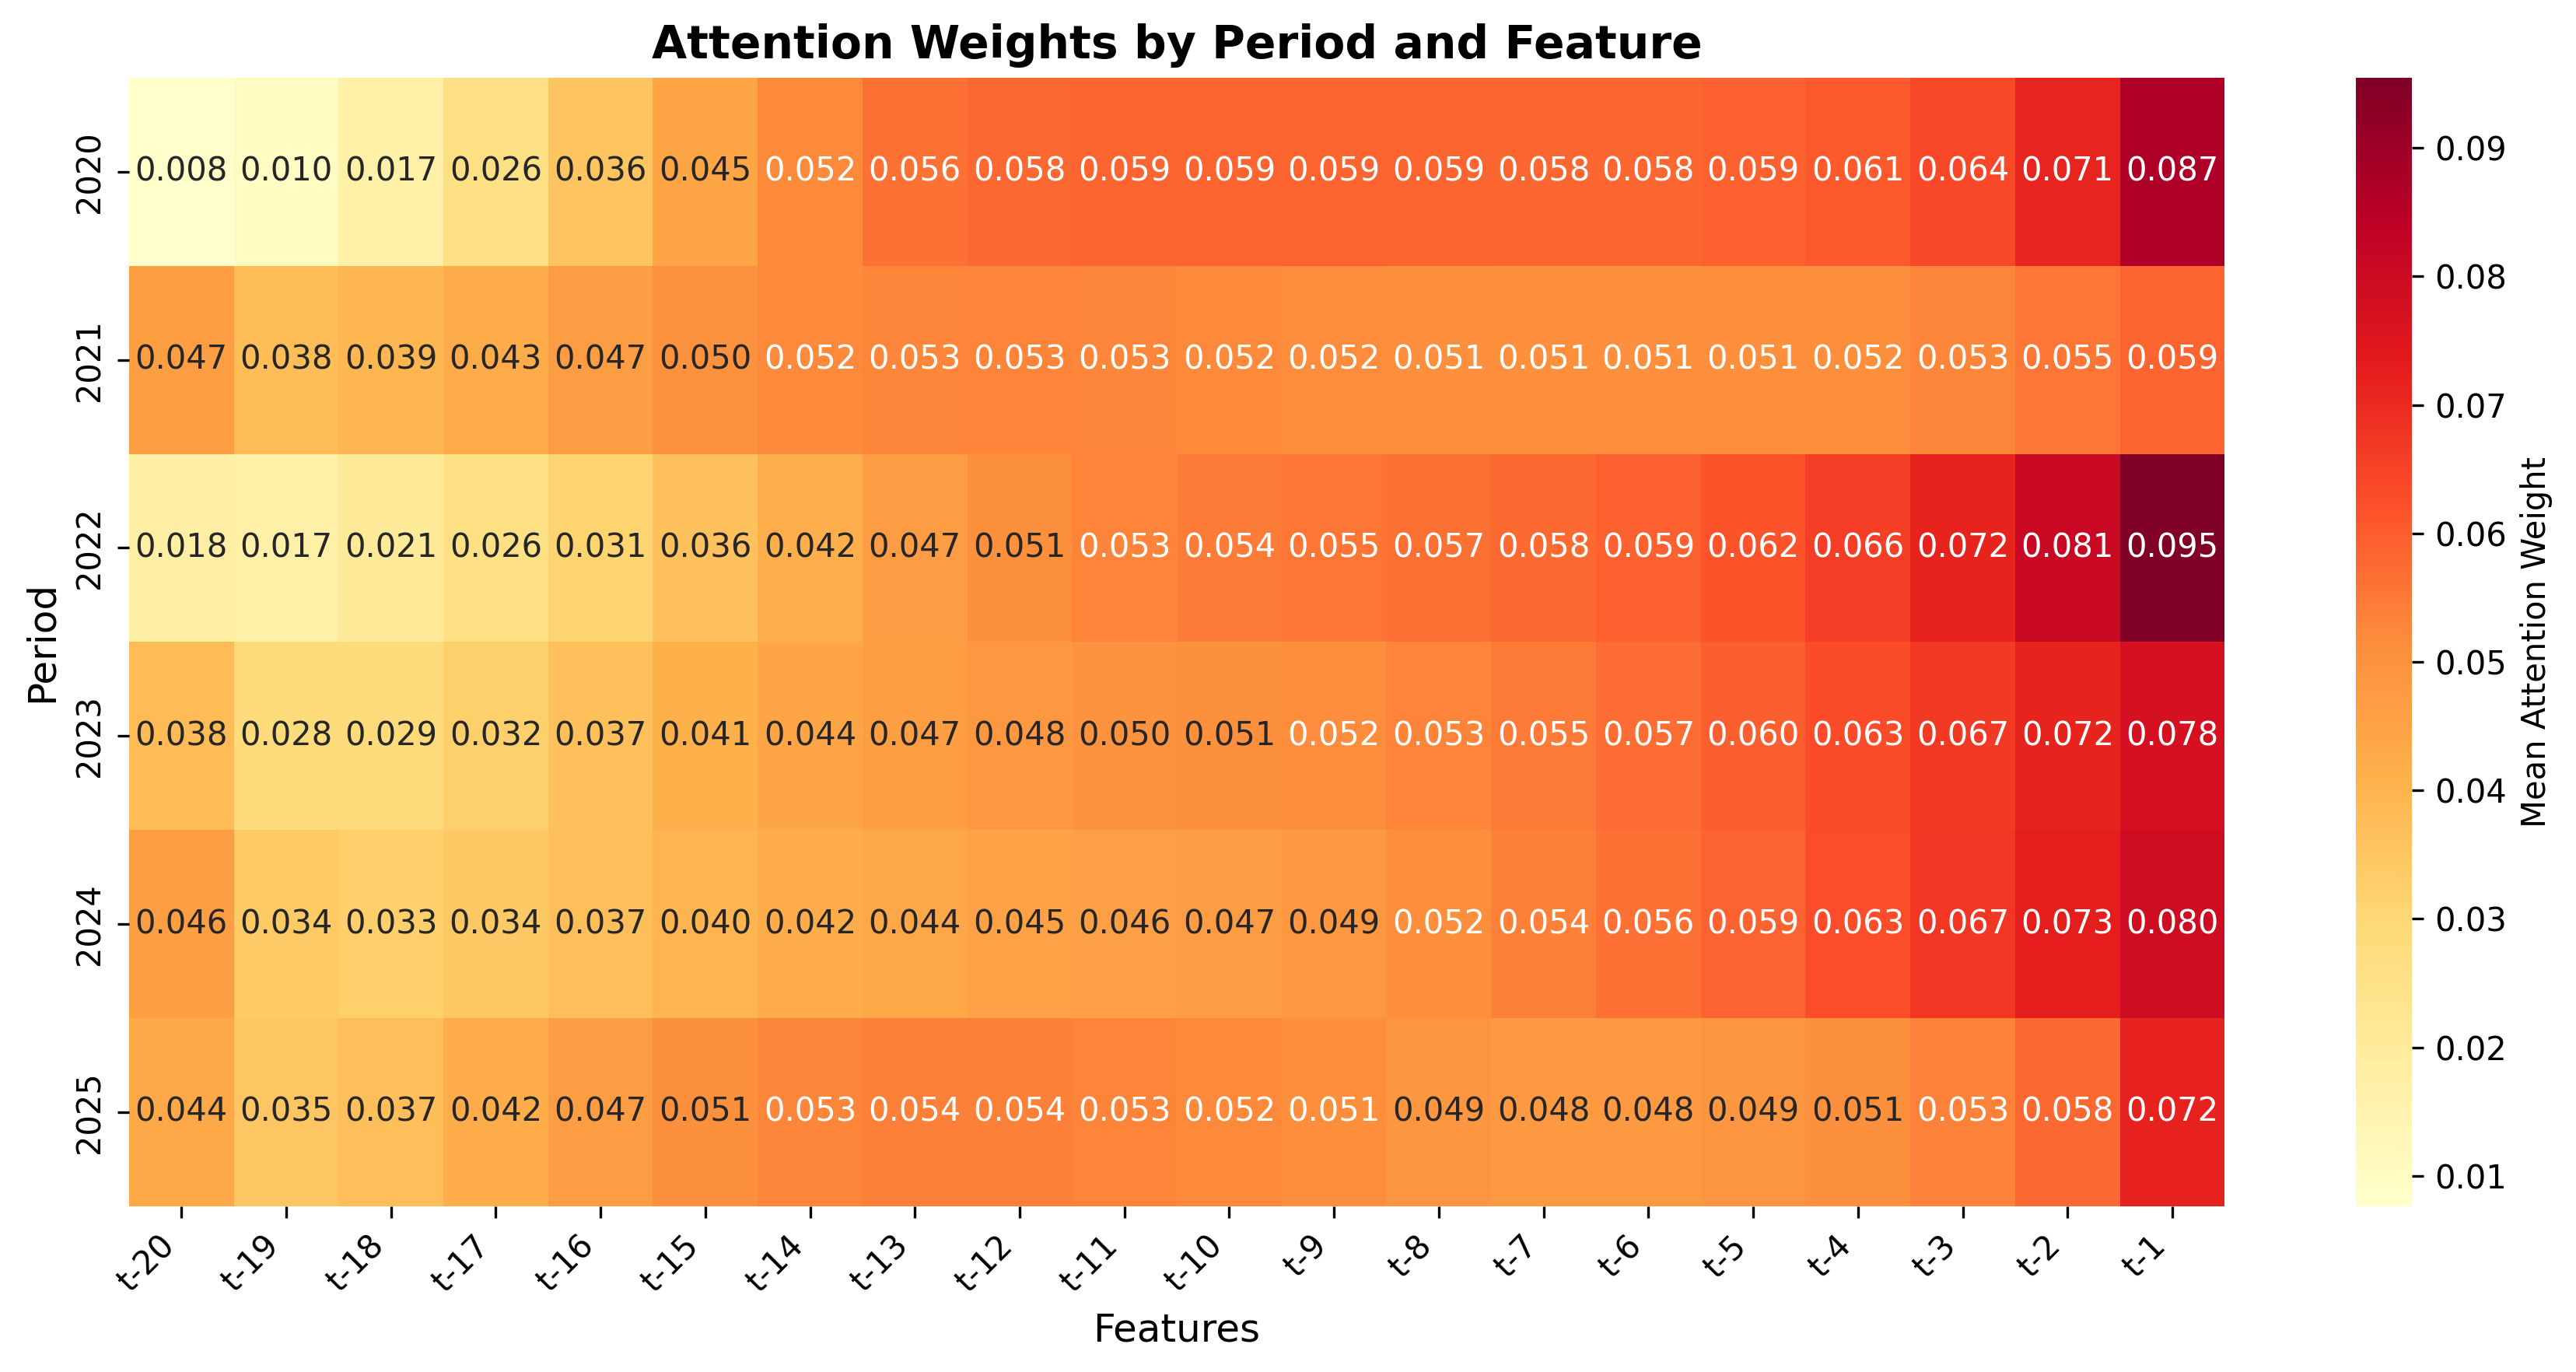 Attention Weights by Period and Feature
Period
2020
0.008 0.010 0.017 0.026 0.036 0.045 0.052 0.056 0.058 0.059 0.059 0.059 0.059 0.058 0.058 0.059 0.061 0.064 0.071 0.087
2021
0.047 0.038 0.039 0.043 0.047 0.050 0.052 0.053 0.053 0.053 0.052 0.052 0.051 0.051 0.051 0.051 0.052 0.053 0.055 0.059
2022
0.018 0.017 0.021 0.026 0.031 0.036 0.042 0.047 0.051 0.053 0.054 0.055 0.057 0.058 0.059 0.062 0.066 0.072 0.081 0.095
2023
0.038 0.028 0.029 0.032 0.037 0.041 0.044 0.047 0.048 0.050 0.051 0.052 0.053 0.055 0.057 0.060 0.063 0.067 0.072 0.078
2024
0.046 0.034 0.033 0.034 0.037 0.040 0.042 0.044 0.045 0.046 0.047 0.049 0.052 0.054 0.056 0.059 0.063 0.067 0.073 0.080
2025
0.044 0.035 0.037 0.042 0.047 0.051 0.053 0.054 0.054 0.053 0.052 0.051 0.049 0.048 0.048 0.049 0.051 0.053 0.058 0.072
t-20 t-19 t-18 t-17 t-16 t-15 t-14 t-13 t-12 t-11 t-10 t-9 t-8 t-7 t-6 t-5 t-4 t-3 t-2 t-1
Features
0.09
0.08
0.07
0.06
0.05
0.04
0.03
0.02
0.01
Mean Attention Weight